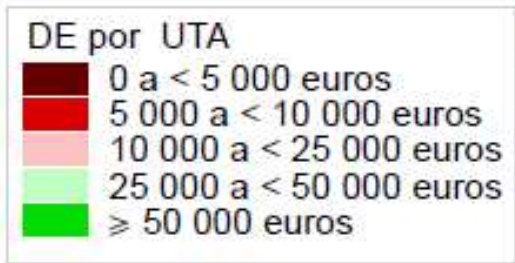 DE por UTA
0 a < 5 000 euros
5 000 a < 10 000 euros
10 000 a < 25 000 euros
25 000 a < 50 000 euros
⩾ 50 000 euros